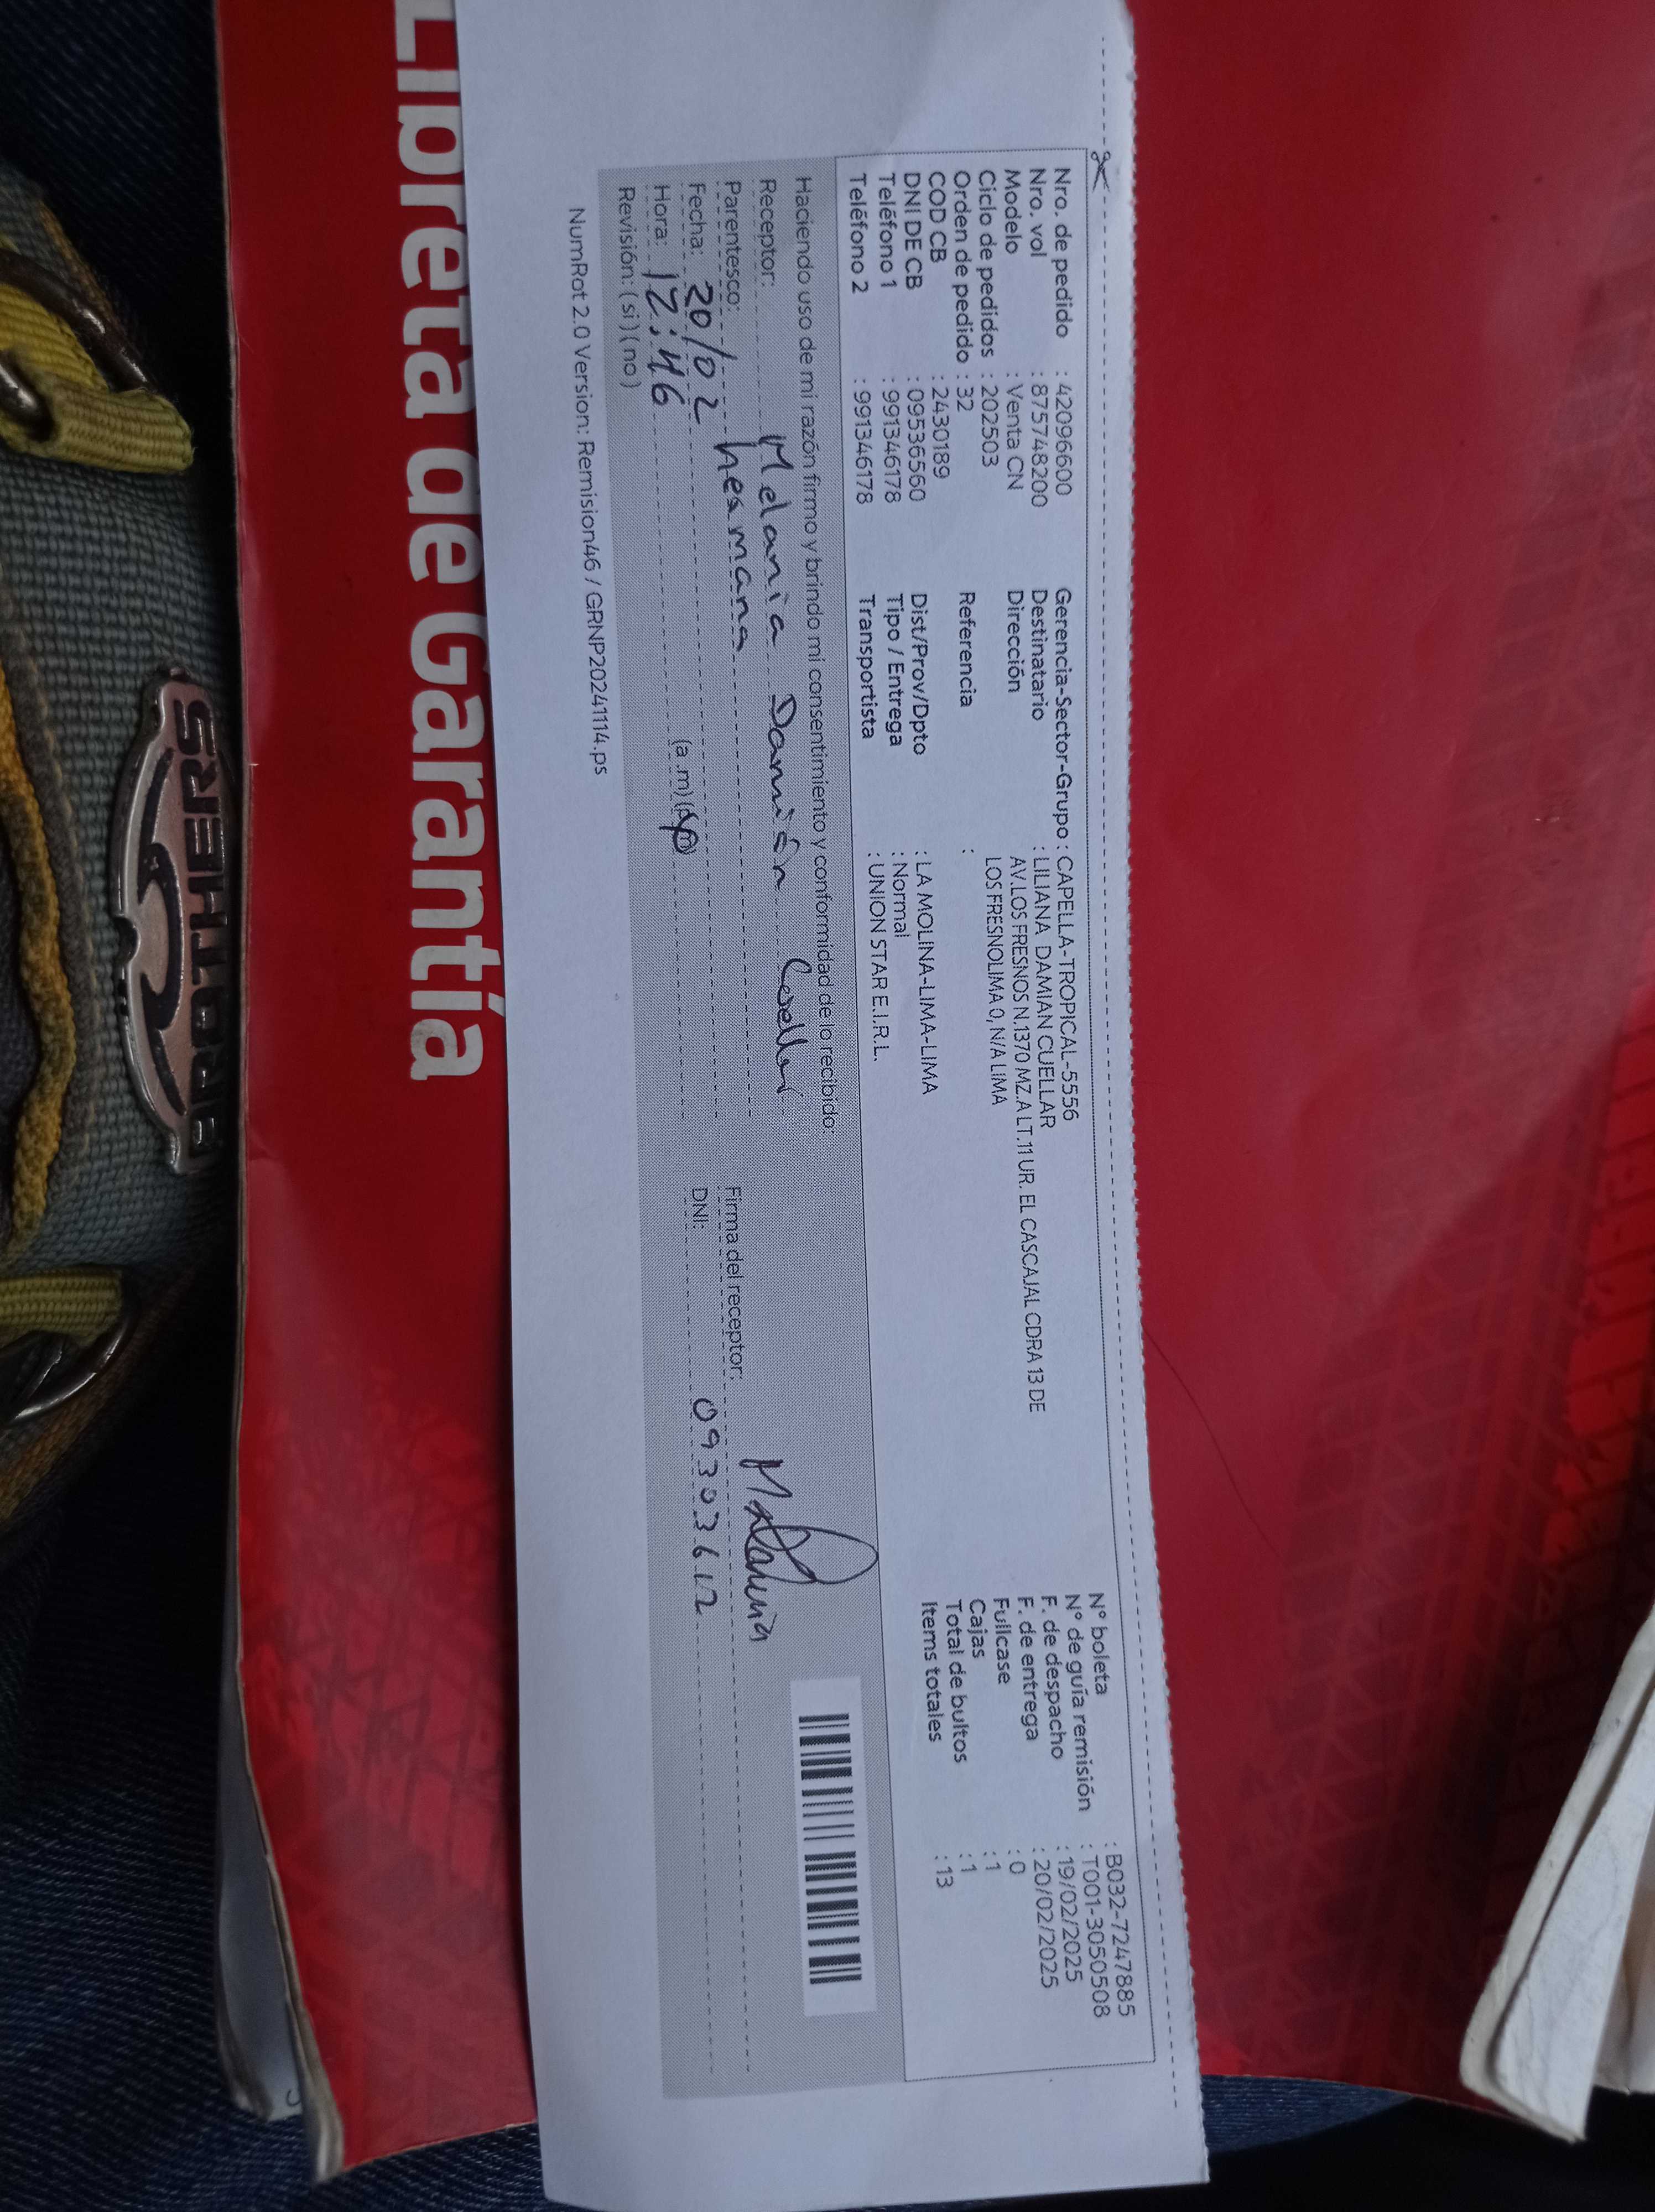 Nro. de pedido : 42096600
Nro. vol : 875748200
Modelo : Venta CN
Ciclo de pedidos : 202503
Orden de pedido : 32
COD CB : 2430189
DNI DE CB : 09536560
Teléfono 1 : 991346178
Teléfono 2 : 991346178
Gerencia-Sector-Grupo : CAPELLA-TROPICAL-5556
Destinatario : LILIANA DAMIAN CUELLAR
Dirección AV.LOS FRESNOS N.1370 MZ.A LT.11 UR. EL CASCAJAL CDRA 13 DE
LOS FRESNOLIMA 0, N/A LIMA
Referencia :
Dist/Prov/Dpto : LA MOLINA-LIMA-LIMA
Tipo / Entrega : Normal
Transportista : UNION STAR E.I.R.L.
N° boleta : B032-7247885
N° de guía remisión : T001-3050508
F. de despacho : 19/02/2025
F. de entrega : 20/02/2025
Fullcase : 0
Cajas : 1
Total de bultos : 1
Items totales : 13
Haciendo uso de mi razón firmo y brindo mi consentimiento y conformidad de lo recibido:
Receptor: Melania Damián Cuellar
Parentesco: hermana
Fecha: 20/02
Hora: 12:46 (a.m) (p.m)
Revisión: (si) (no)
Firma del receptor: Melania
DNI: 09303612
NumRot 2.0 Version: Remision46 / GRNP20241114.ps
Libreta de Garantía
BROTHERS